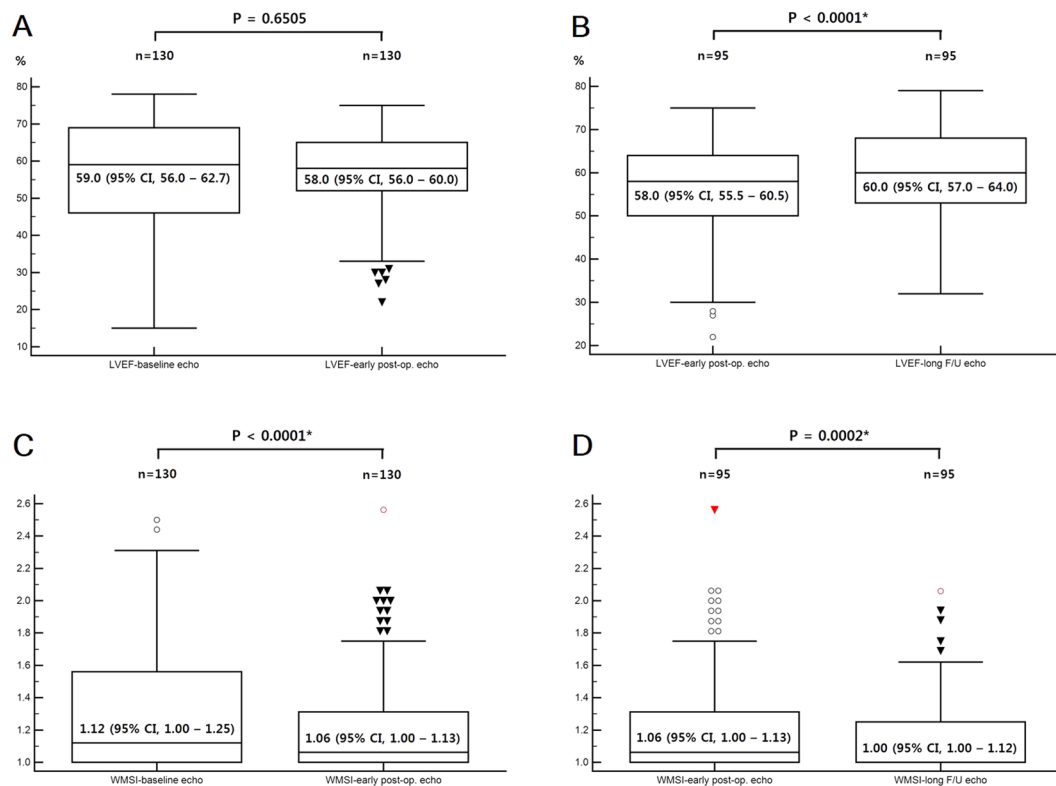 A
P = 0.6505
n=130 n=130
%
80
70
60
50
40
30
20
10
59.0 (95% CI, 56.0 – 62.7)
58.0 (95% CI, 56.0 – 60.0)
LVEF-baseline echo LVEF-early post-op. echo
B
P < 0.0001*
n=95 n=95
%
80
70
60
50
40
30
20
58.0 (95% CI, 55.5 – 60.5)
60.0 (95% CI, 57.0 – 64.0)
LVEF-early post-op. echo LVEF-long F/U echo
C
P < 0.0001*
n=130 n=130
2.6
2.4
2.2
2.0
1.8
1.6
1.4
1.2
1.0
1.12 (95% CI, 1.00 – 1.25)
1.06 (95% CI, 1.00 – 1.13)
WMSI-baseline echo WMSI-early post-op. echo
D
P = 0.0002*
n=95 n=95
2.6
2.4
2.2
2.0
1.8
1.6
1.4
1.2
1.0
1.06 (95% CI, 1.00 – 1.13)
1.00 (95% CI, 1.00 – 1.12)
WMSI-early post-op. echo WMSI-long F/U echo